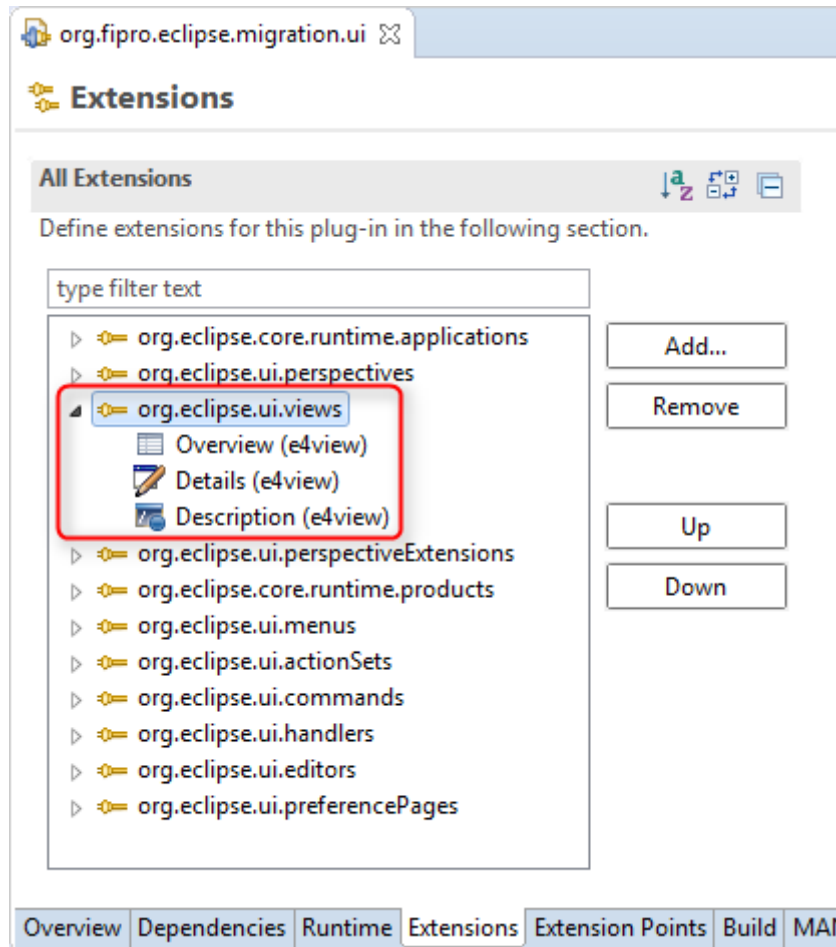 org.fipro.eclipse.migration.ui
Extensions
All Extensions
Define extensions for this plug-in in the following section.
type filter text
org.eclipse.core.runtime.applications
Add...
org.eclipse.ui.perspectives
org.eclipse.ui.views
Remove
Overview (e4view)
Details (e4view)
Description (e4view)
Up
org.eclipse.ui.perspectiveExtensions
org.eclipse.core.runtime.products
Down
org.eclipse.ui.menus
org.eclipse.ui.actionSets
org.eclipse.ui.commands
org.eclipse.ui.handlers
org.eclipse.ui.editors
org.eclipse.ui.preferencePages
Overview Dependencies Runtime Extensions Extension Points Build